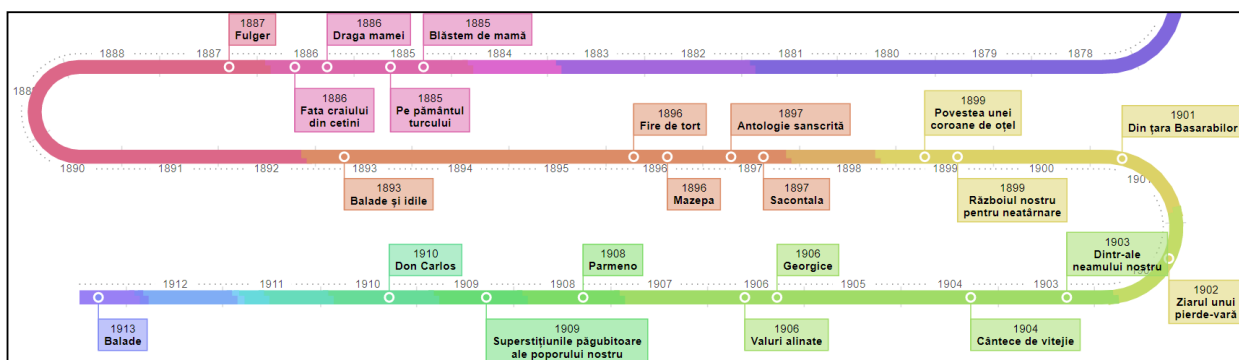 1887
Fulger
1886
Draga mamei
1885
Blăstem de mamă
1888
1887
1886
1885
1884
1883
1882
1881
1880
1879
1878
1886
Fata craiului
din cetini
1885
Pe pământul
turcului
1896
Fire de tort
1897
Antologie sanscrită
1899
Povestea unei
coroane de oțel
1901
Din țara Basarabilor
1890
1891
1892
1893
1894
1895
1896
1897
1898
1899
1900
1901
1893
Balade și idile
1896
Mazepa
1897
Sacontala
1899
Războiul nostru
pentru neatârnare
1910
Don Carlos
1908
Parmeno
1906
Georgice
1903
Dintr-ale
neamului nostru
1912
1911
1910
1909
1908
1907
1906
1905
1904
1903
1913
Balade
1909
Superstițiunile păgubitoare
ale poporului nostru
1906
Valuri alinate
1904
Cântece de vitejie
1902
Ziarul unui
pierde-vară